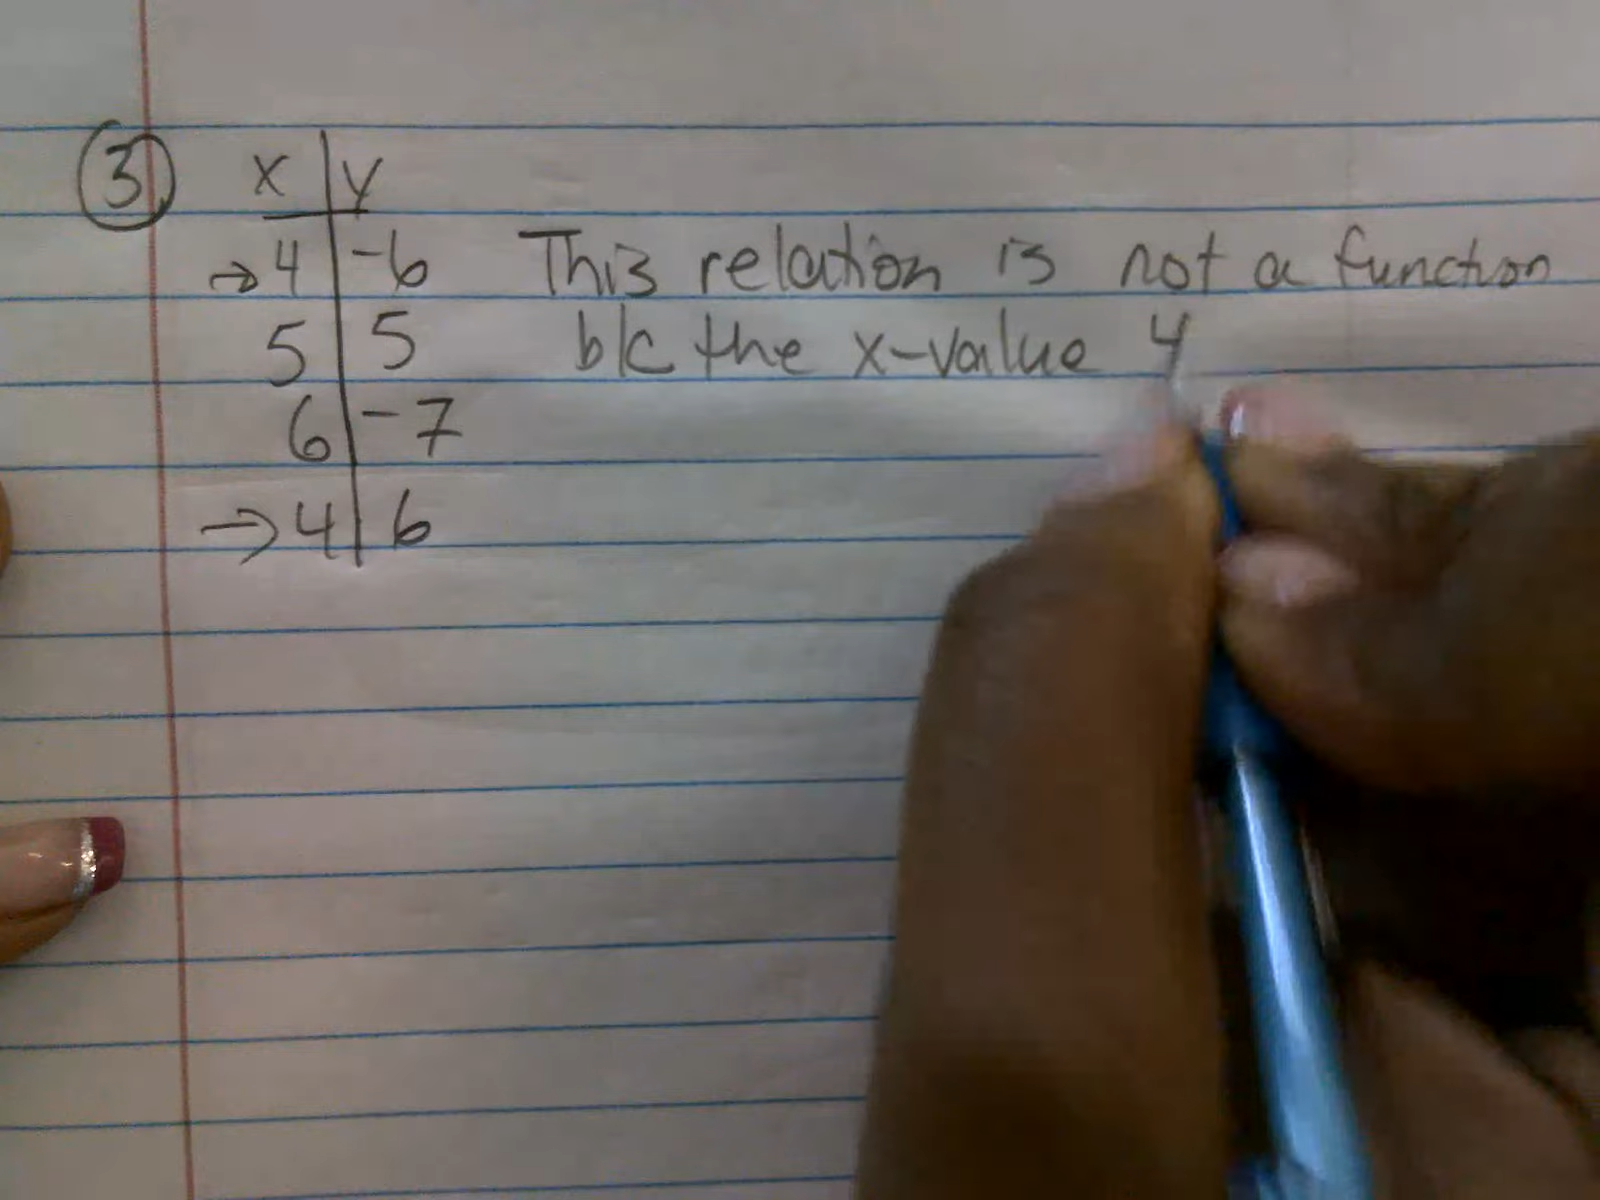 ③ x | y
→ 4 | -6 This relation is not a function
5 | 5 b/c the x-value 4
6 | -7
→ 4 | 6